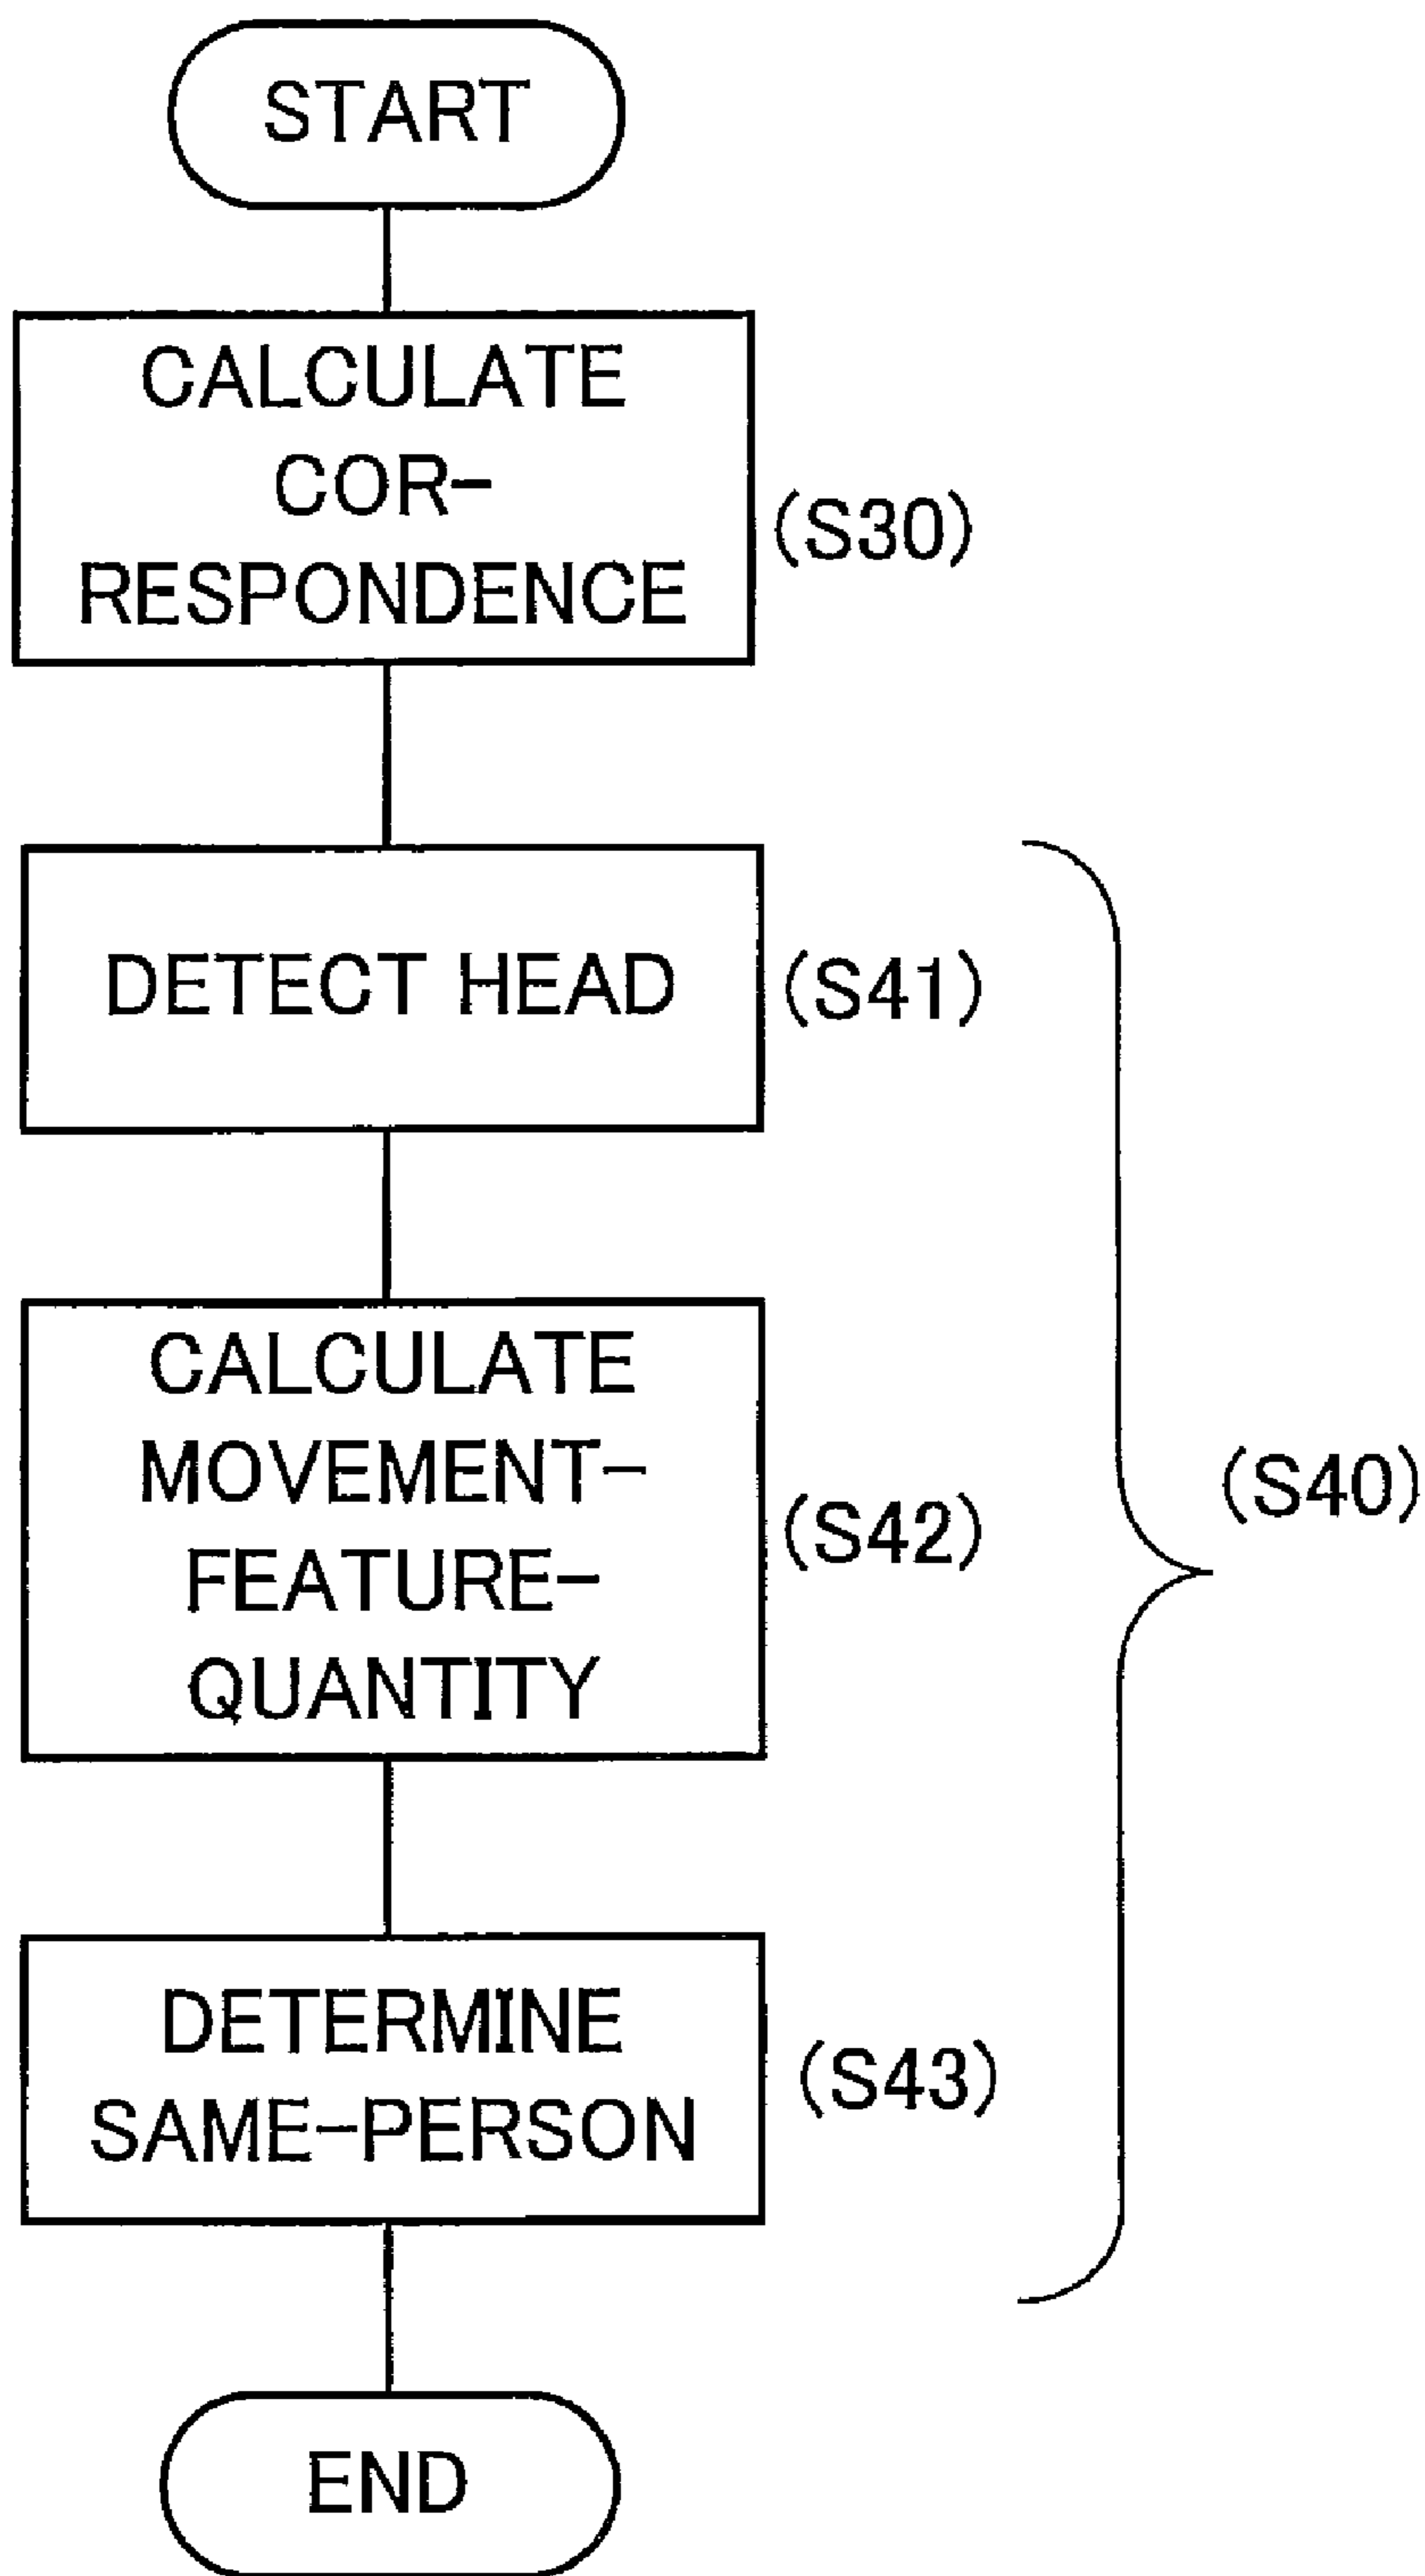 START
CALCULATE
COR-
RESPONDENCE
(S30)
DETECT HEAD
(S41)
CALCULATE
MOVEMENT-
FEATURE-
QUANTITY
(S42)
(S40)
DETERMINE
SAME-PERSON
(S43)
END